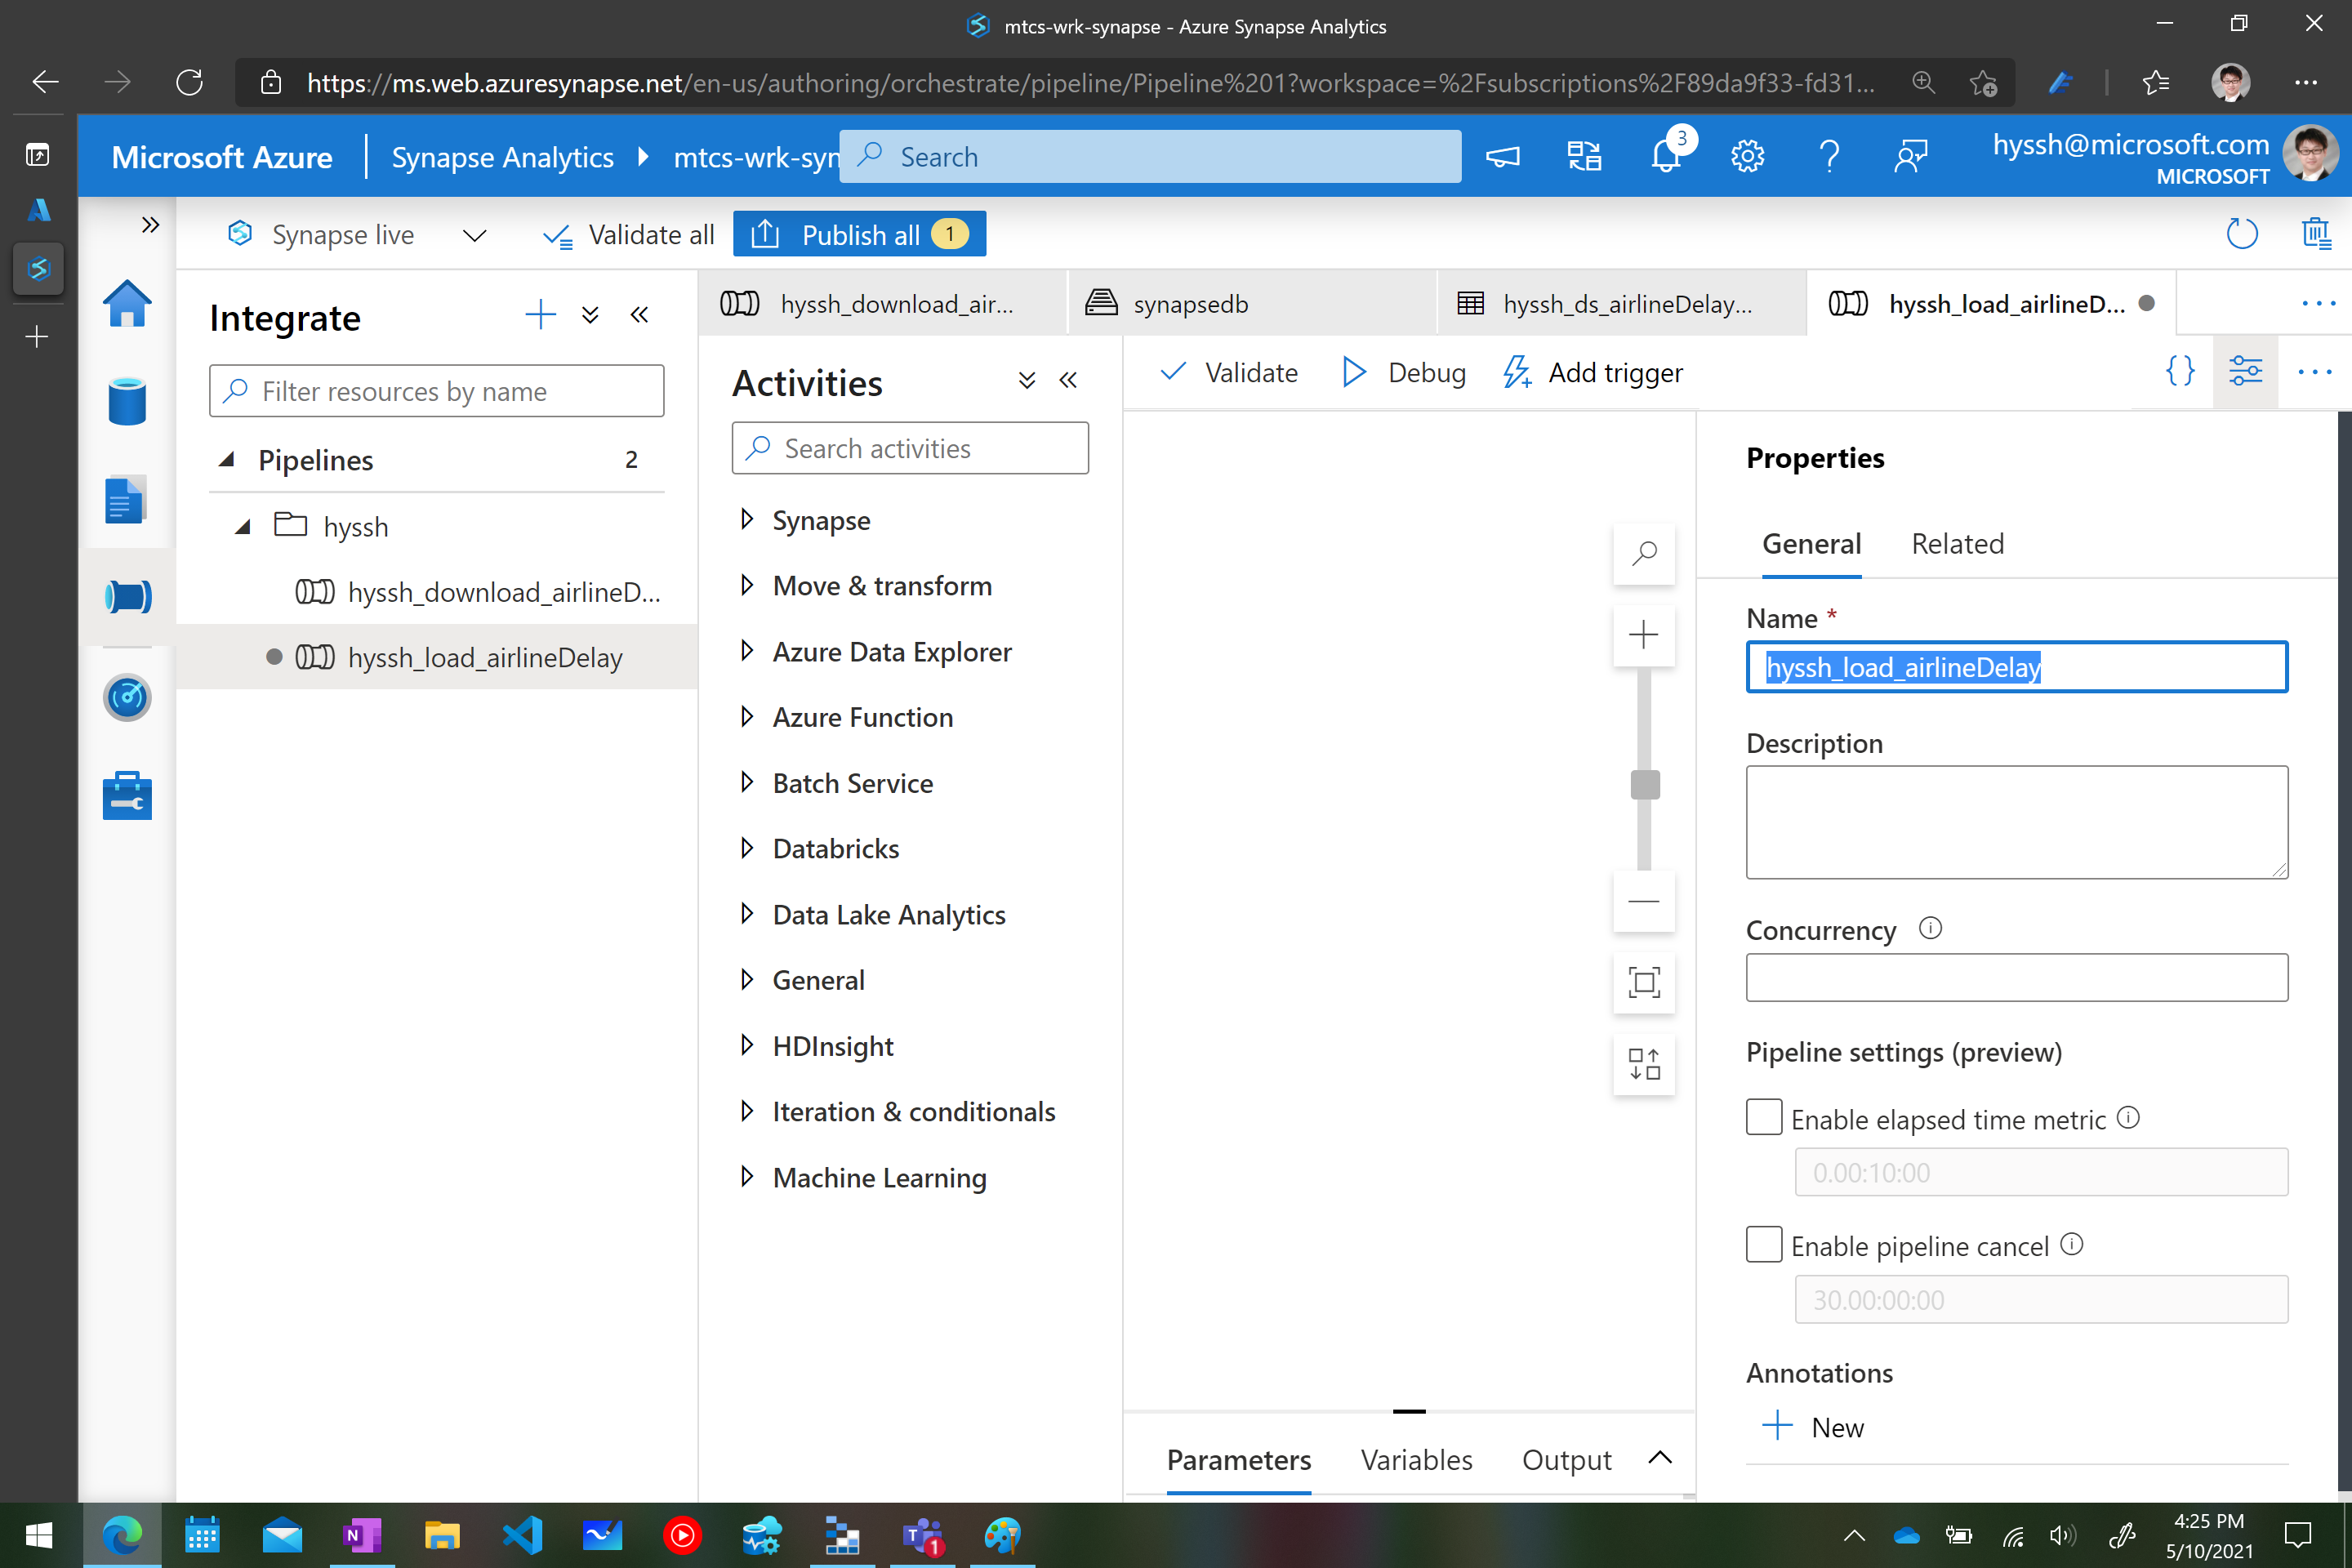 mtcs-wrk-synapse - Azure Synapse Analytics
https://ms.web.azuresynapse.net/en-us/authoring/orchestrate/pipeline/Pipeline%201?workspace=%2Fsubscriptions%2F89da9f33-fd31...
Microsoft Azure
Synapse Analytics
mtcs-wrk-syn
Search
3
hyssh@microsoft.com
MICROSOFT
Synapse live
Validate all
Publish all 1
Integrate
Filter resources by name
Pipelines 2
hyssh
hyssh_download_airlineD...
hyssh_load_airlineDelay
hyssh_download_air...
synapsedb
hyssh_ds_airlineDelay...
hyssh_load_airlineD...
Activities
Search activities
Synapse
Move & transform
Azure Data Explorer
Azure Function
Batch Service
Databricks
Data Lake Analytics
General
HDInsight
Iteration & conditionals
Machine Learning
Validate
Debug
Add trigger
Parameters
Variables
Output
Properties
General
Related
Name *
hyssh_load_airlineDelay
Description
Concurrency
Pipeline settings (preview)
Enable elapsed time metric
0.00:10:00
Enable pipeline cancel
30.00:00:00
Annotations
New
N
T
1
4:25 PM
5/10/2021